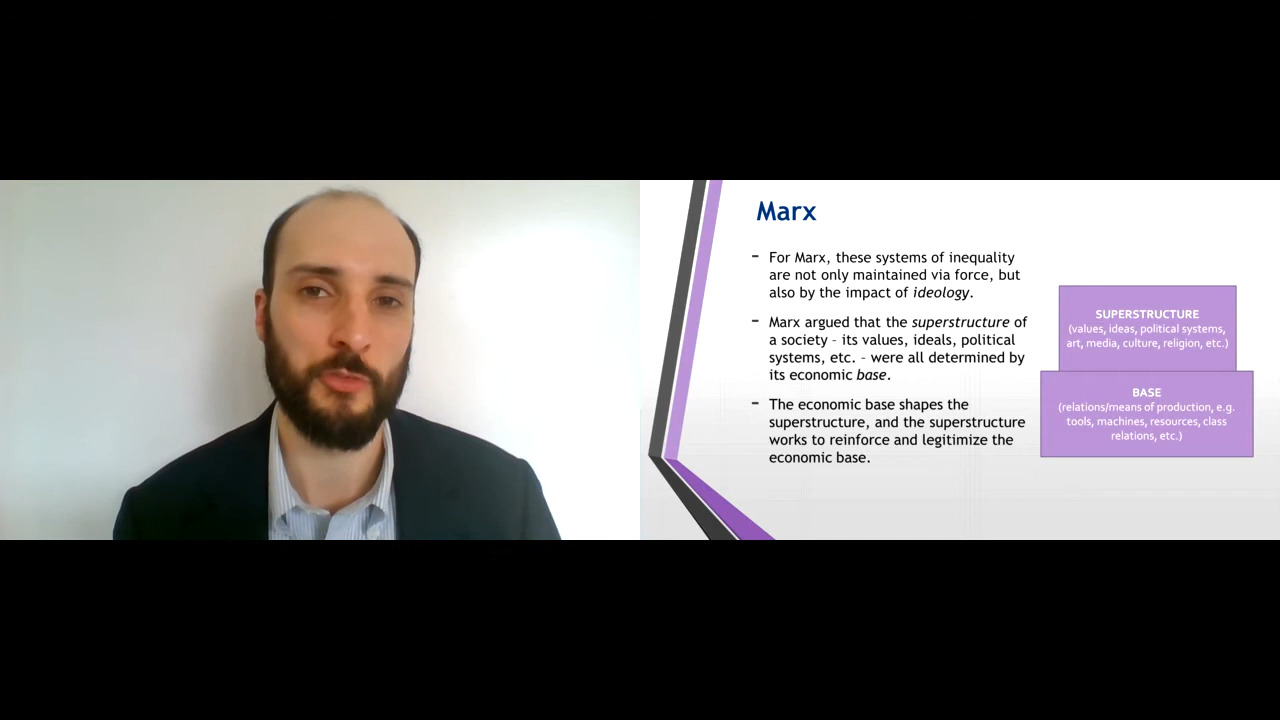 Marx
- For Marx, these systems of inequality
are not only maintained via force, but
also by the impact of ideology.
- Marx argued that the superstructure of
a society - its values, ideals, political
systems, etc. - were all determined by
its economic base.
- The economic base shapes the
superstructure, and the superstructure
works to reinforce and legitimize the
economic base.
SUPERSTRUCTURE
(values, ideas, political systems,
art, media, culture, religion, etc.)
BASE
(relations/means of production, e.g.
tools, machines, resources, class
relations, etc.)